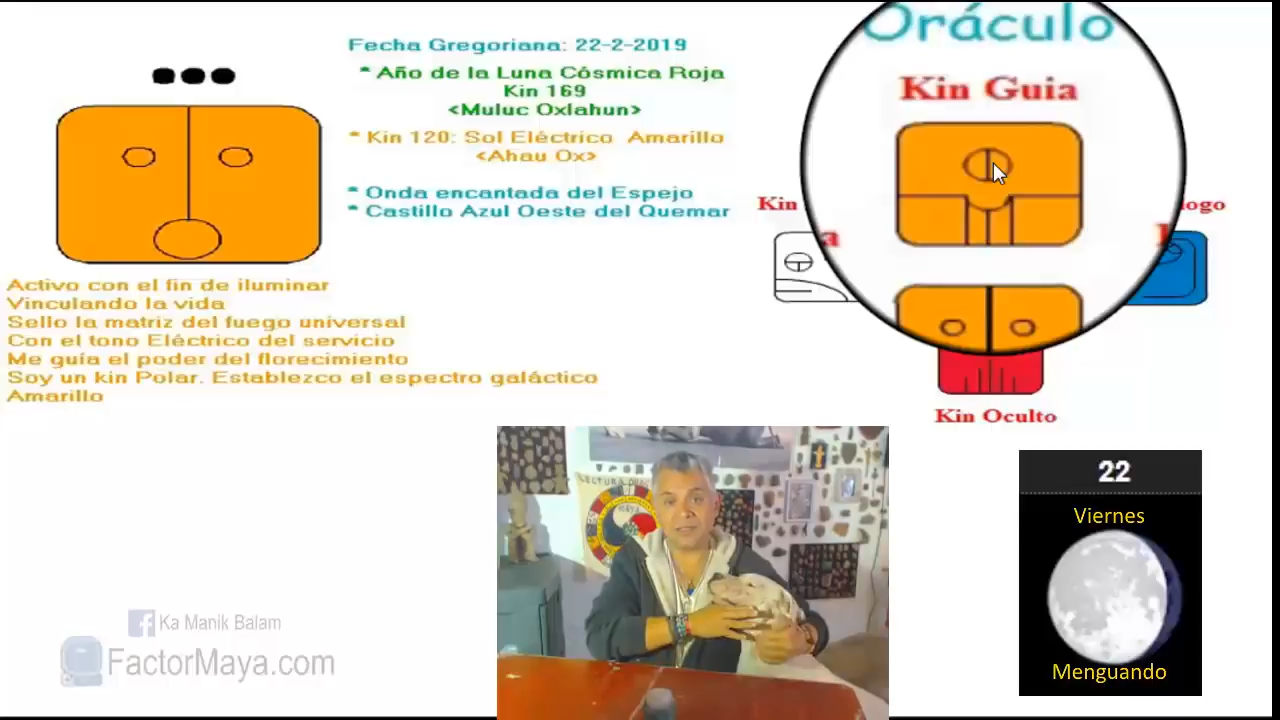 Fecha Gregoriana: 22-2-2019
* Año de la Luna Cósmica Roja
Kin 169
<Muluc Oxlahun>
* Kin 120: Sol Eléctrico Amarillo
<Ahau Ox>
* Onda encantada del Espejo
* Castillo Azul Oeste del Quemar
Activo con el fin de iluminar
Vinculando la vida
Sello la matriz del fuego universal
Con el tono Eléctrico del servicio
Me guía el poder del florecimiento
Soy un kin Polar. Establezco el espectro galáctico
Amarillo
Oráculo
Kin Guia
Kin
Kin Oculto
22
Viernes
Menguando
MAYA
Ka Manik Balam
FactorMaya.com